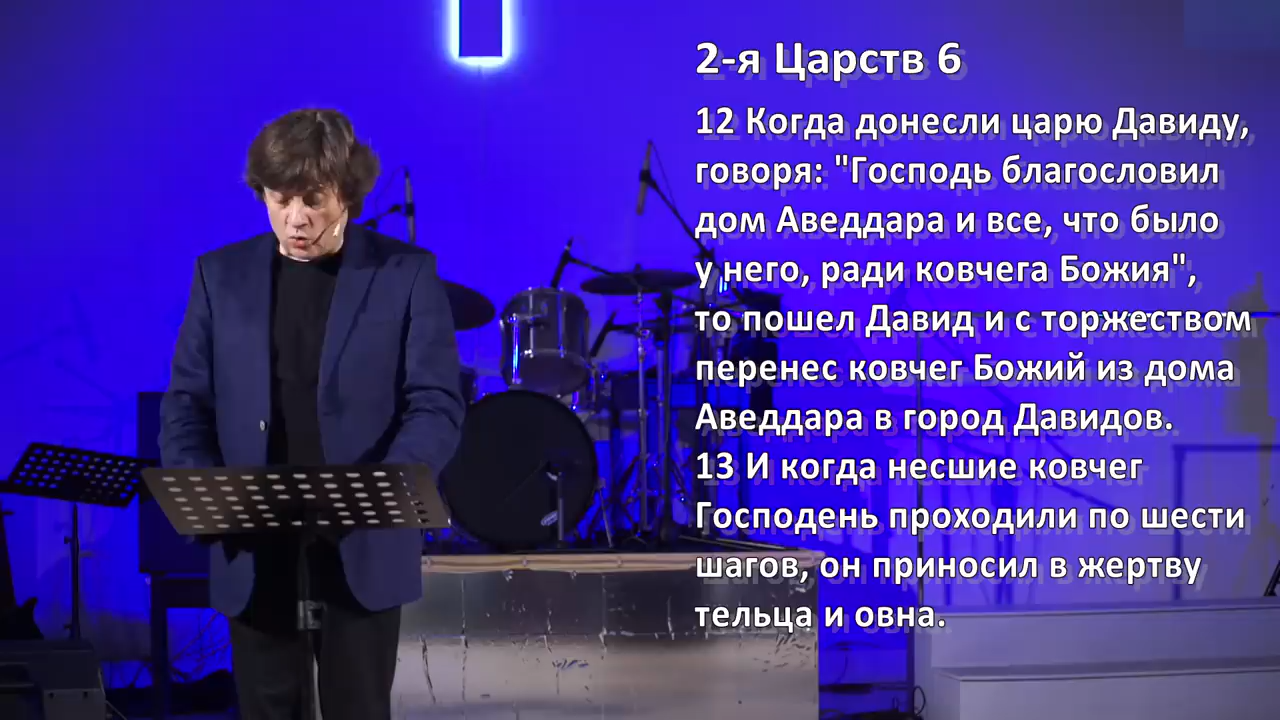 2-я Царств 6
12 Когда донесли царю Давиду,
говоря: "Господь благословил
дом Аведдара и все, что было
у него, ради ковчега Божия",
то пошел Давид и с торжеством
перенес ковчег Божий из дома
Аведдара в город Давидов.
13 И когда несшие ковчег
Господень проходили по шести
шагов, он приносил в жертву
тельца и овна.